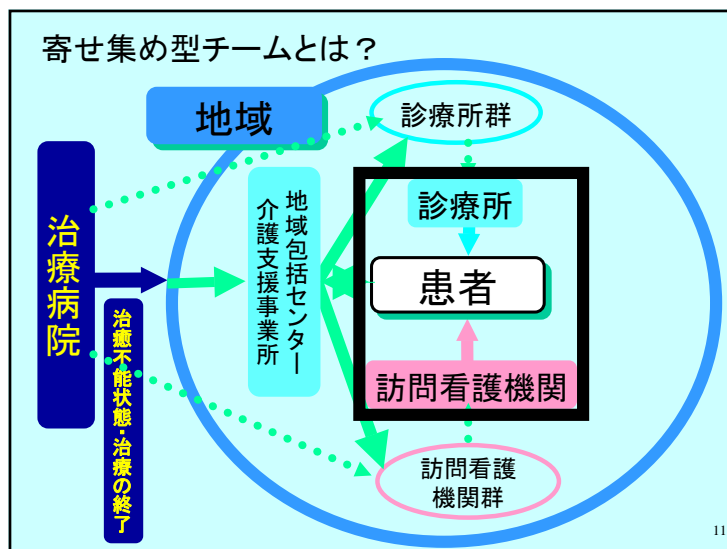 寄せ集め型チームとは？
地域
診療所群
治療病院
地域包括センター
介護支援事業所
診療所
患者
治癒不能状態・治療の終了
訪問看護機関
訪問看護
機関群
11